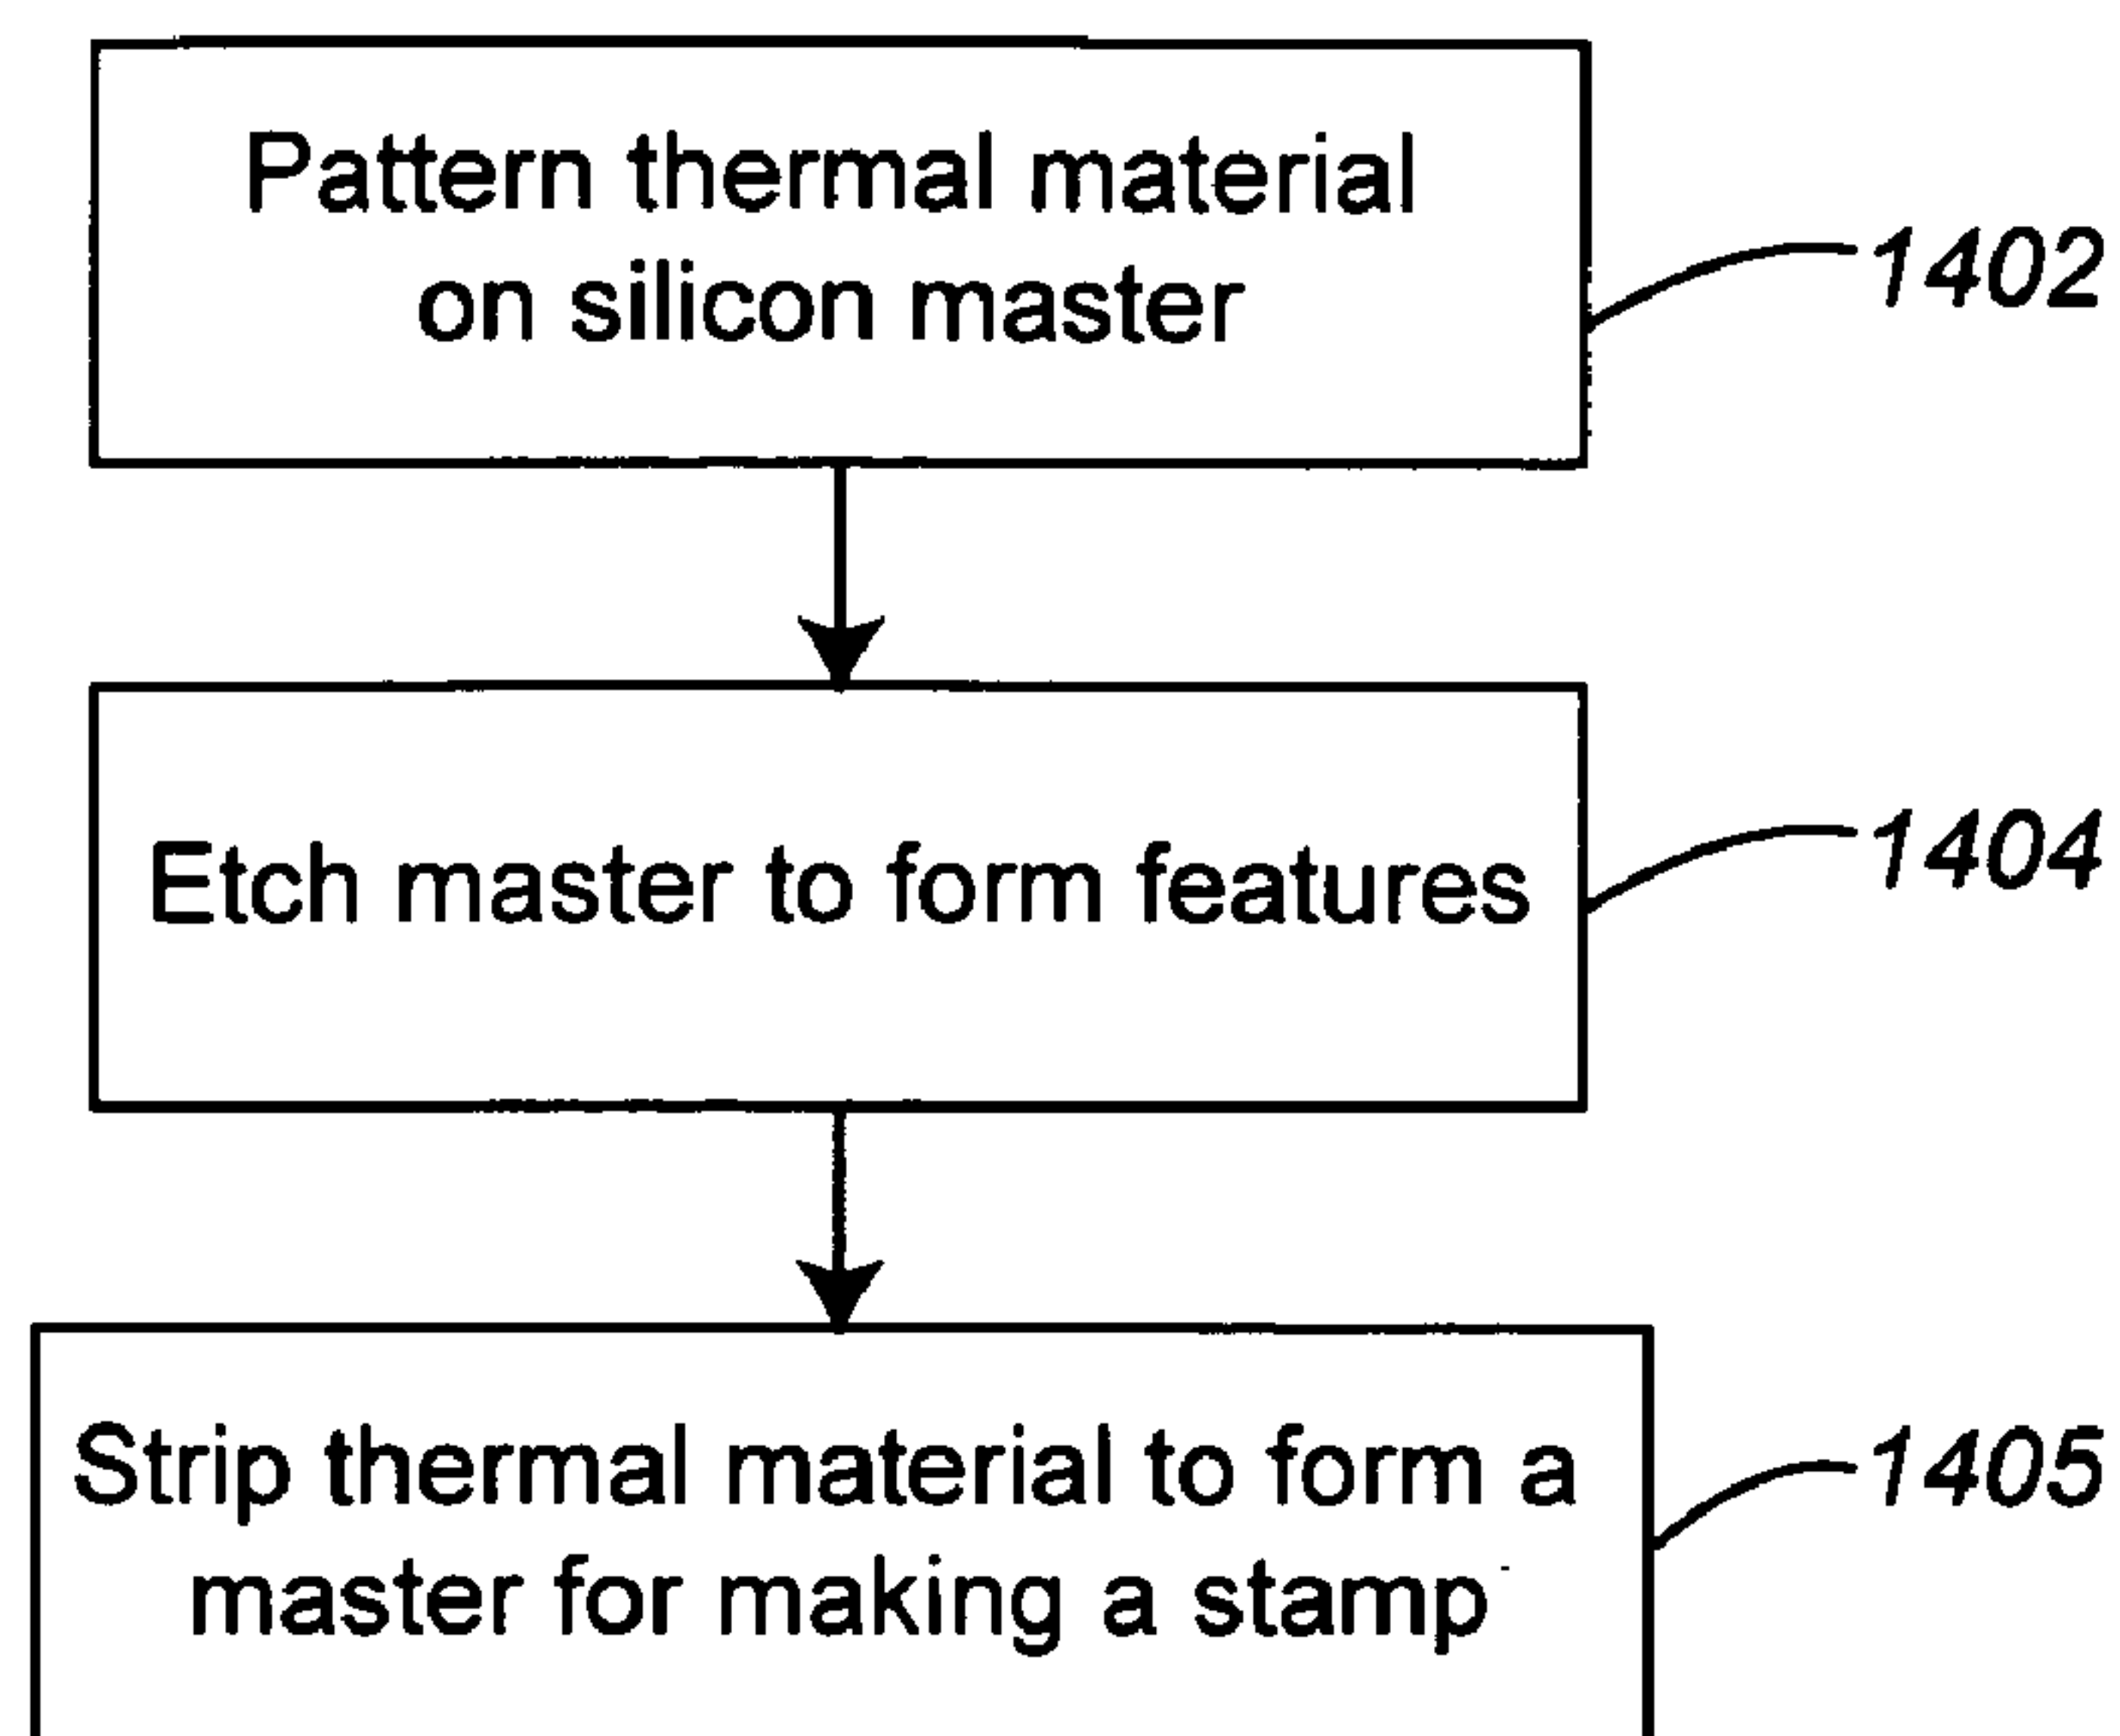 Pattern thermal material
on silicon master
1402
Etch master to form features
1404
Strip thermal material to form a
master for making a stamp
1405